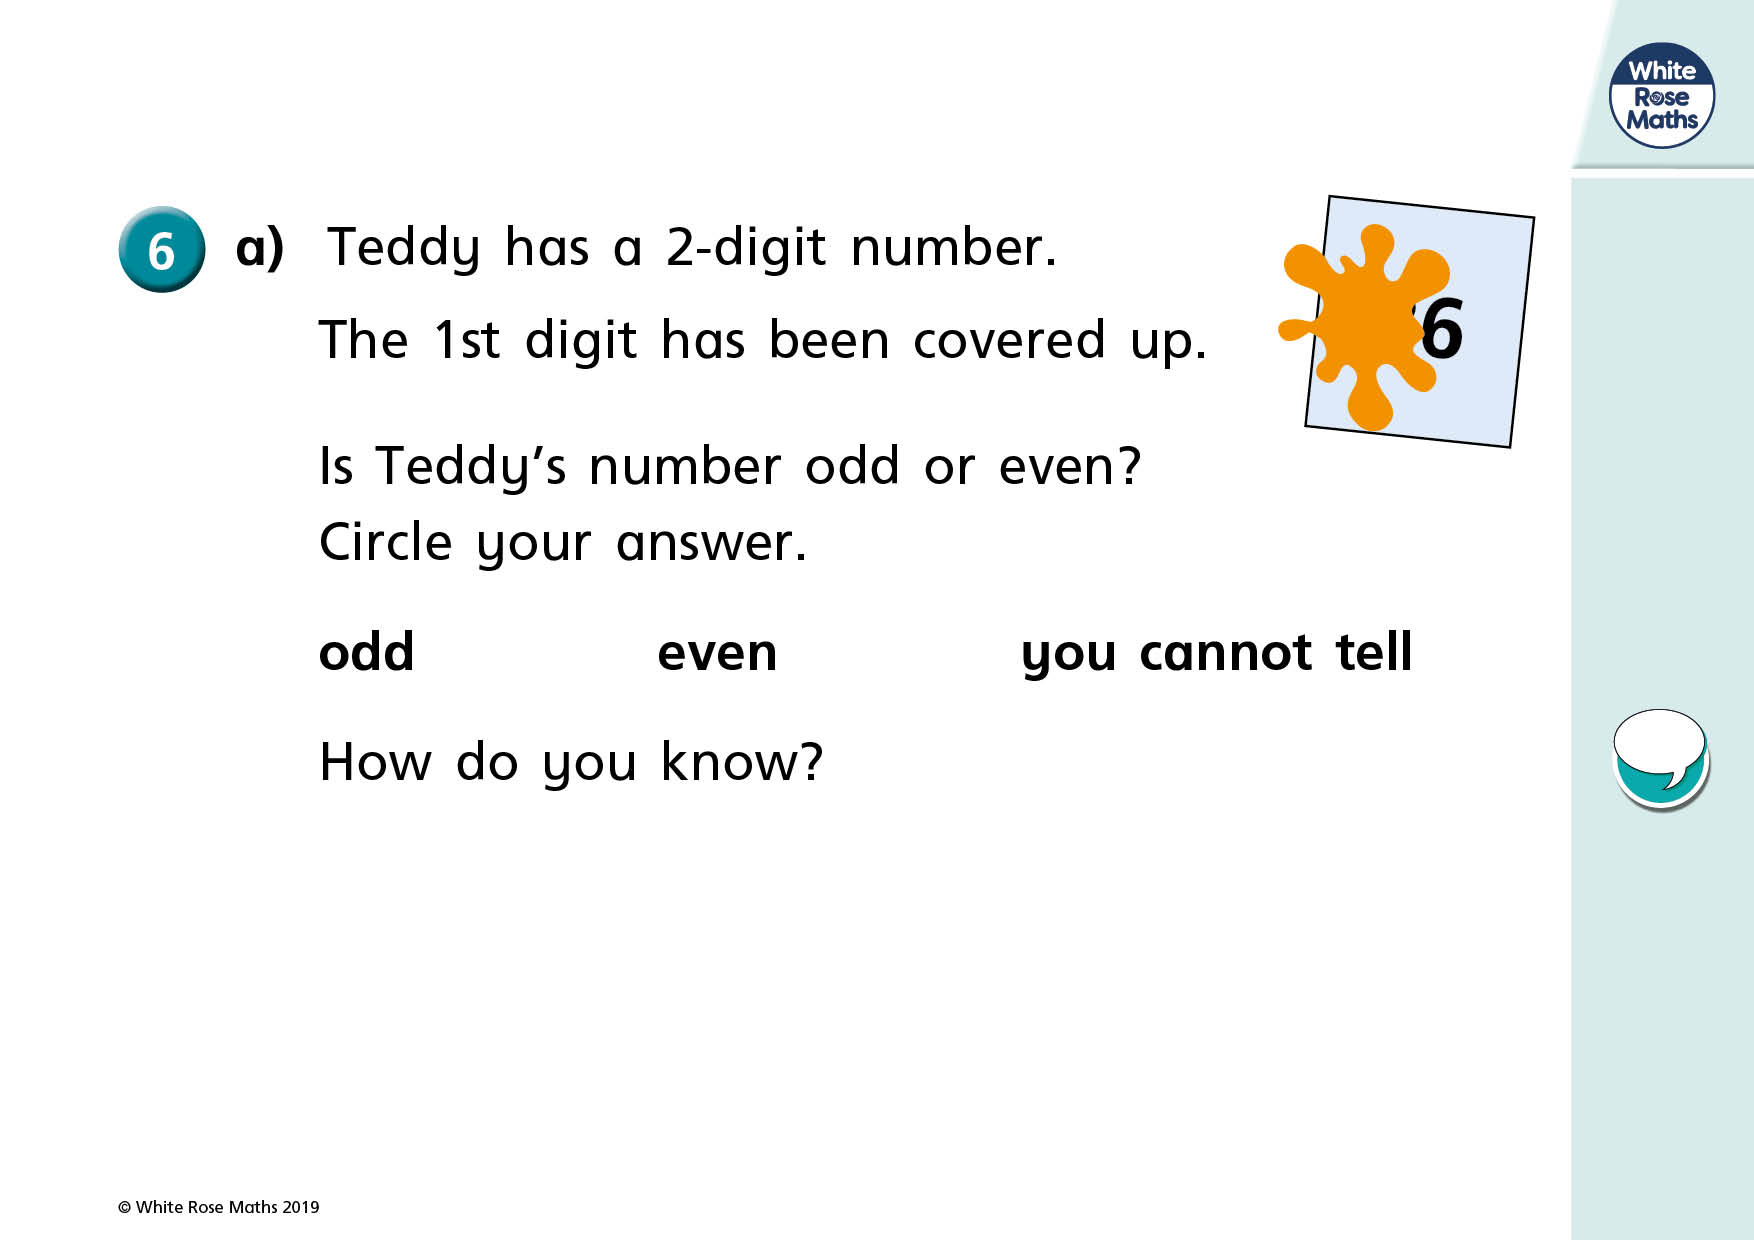 White
Rose
Maths
6 a) Teddy has a 2-digit number.
The 1st digit has been covered up.
6
Is Teddy’s number odd or even?
Circle your answer.
odd even you cannot tell
How do you know?
© White Rose Maths 2019